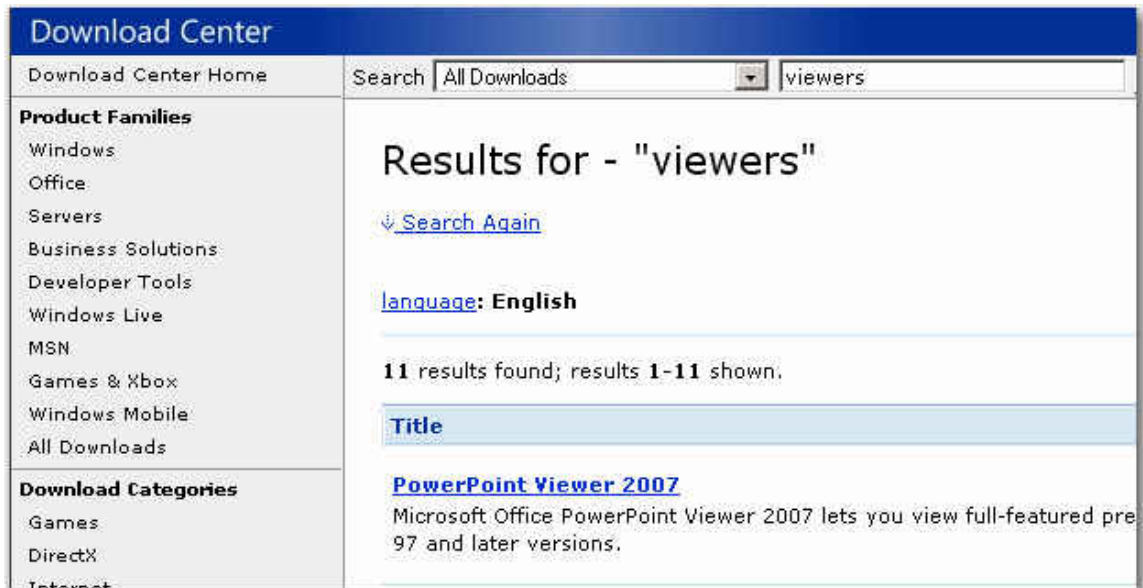 Download Center
Download Center Home
Search All Downloads viewers
Product Families
Windows
Office
Servers
Business Solutions
Developer Tools
Windows Live
MSN
Games & Xbox
Windows Mobile
All Downloads
Download Categories
Games
DirectX
Internet
Results for - "viewers"
Search Again
language: English
11 results found; results 1-11 shown.
Title
PowerPoint Viewer 2007
Microsoft Office PowerPoint Viewer 2007 lets you view full-featured pre
97 and later versions.